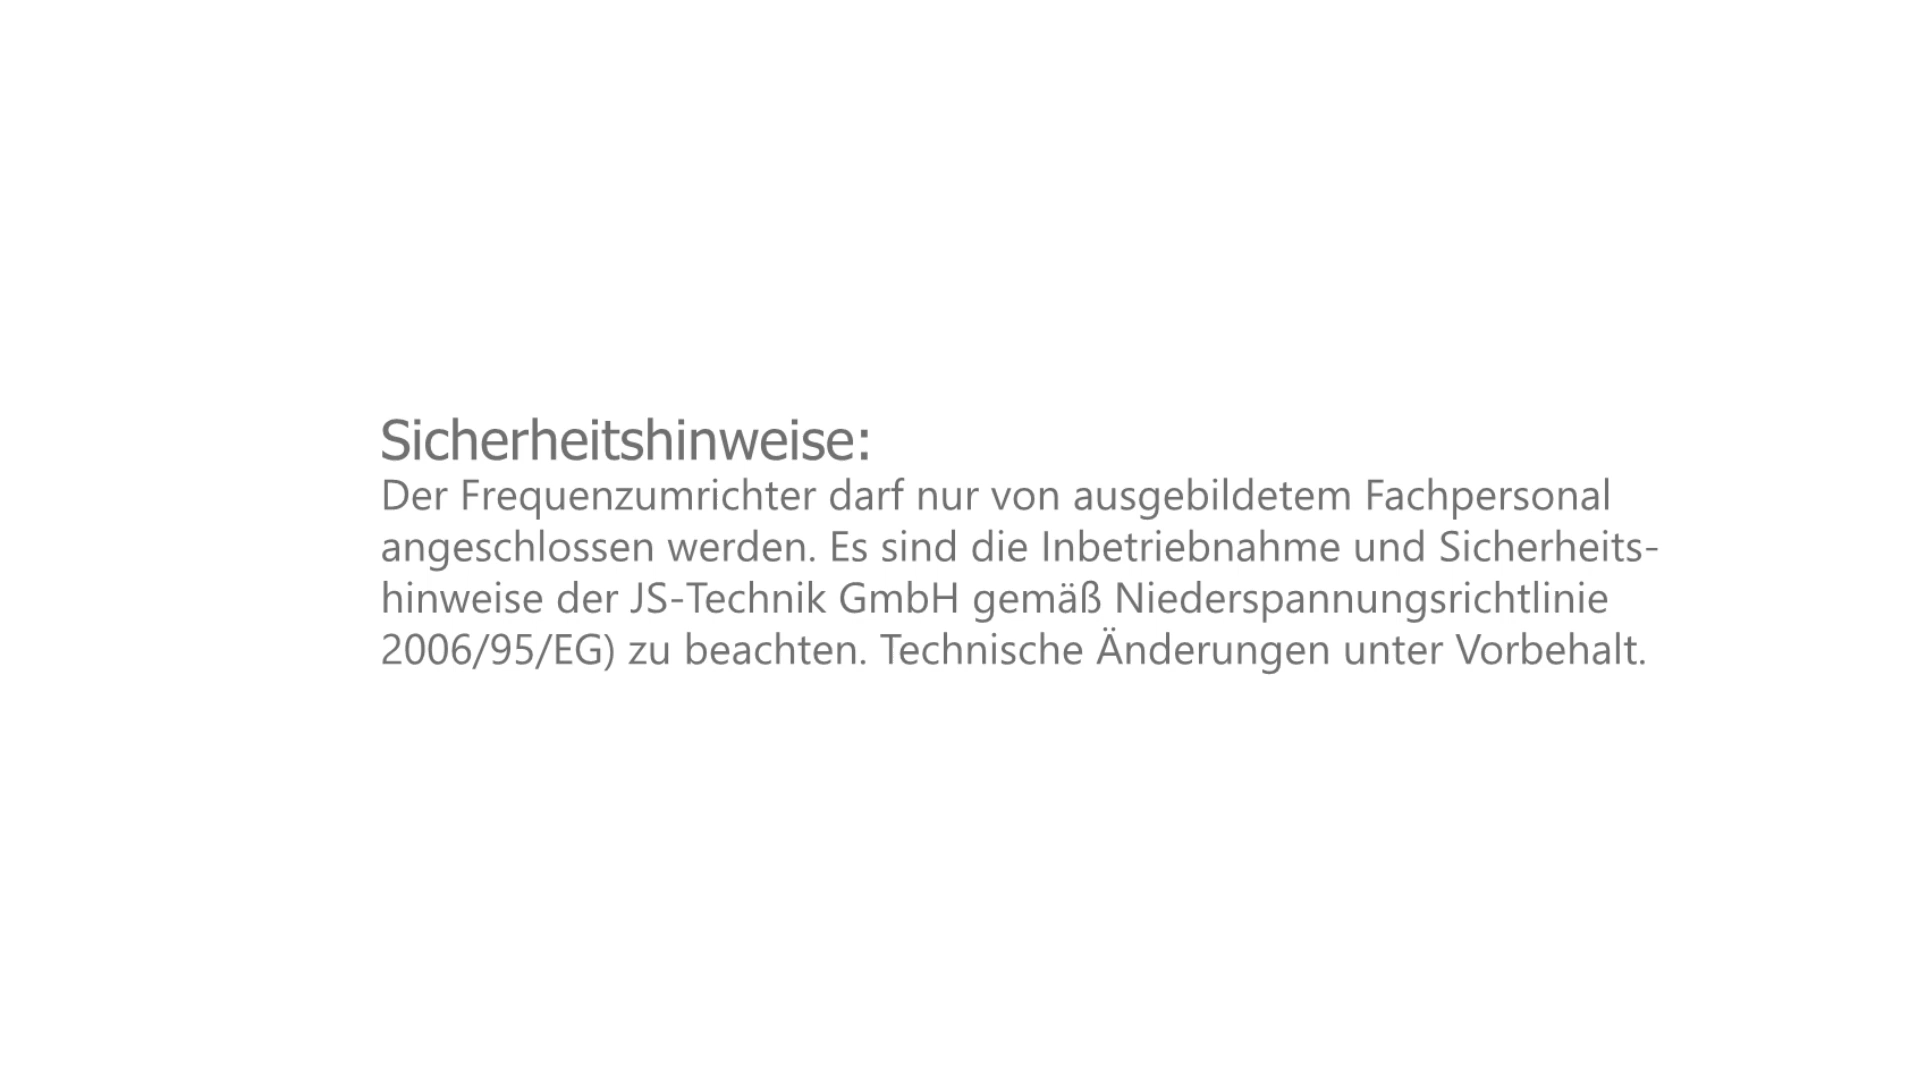 Sicherheitshinweise:
Der Frequenzumrichter darf nur von ausgebildetem Fachpersonal
angeschlossen werden. Es sind die Inbetriebnahme und Sicherheits-
hinweise der JS-Technik GmbH gemäß Niederspannungsrichtlinie
2006/95/EG) zu beachten. Technische Änderungen unter Vorbehalt.